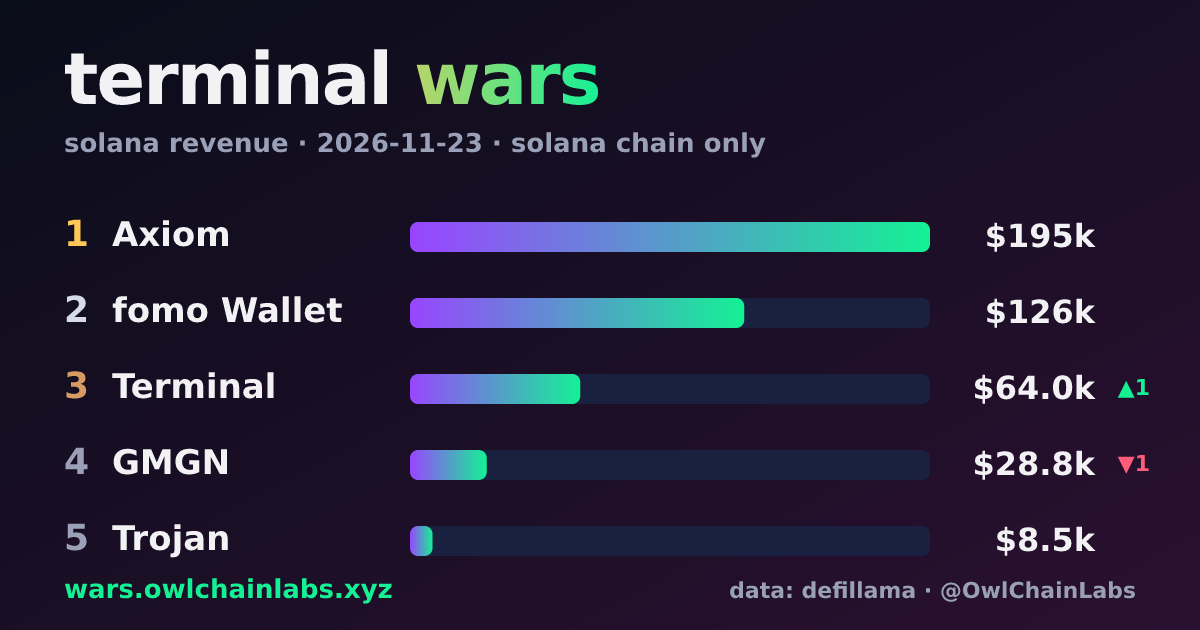 terminal wars
solana revenue · 2026-11-23 · solana chain only
1 Axiom $195k
2 fomo Wallet $126k
3 Terminal $64.0k ▲1
4 GMGN $28.8k ▼1
5 Trojan $8.5k
wars.owlchainlabs.xyz data: defillama · @OwlChainLabs